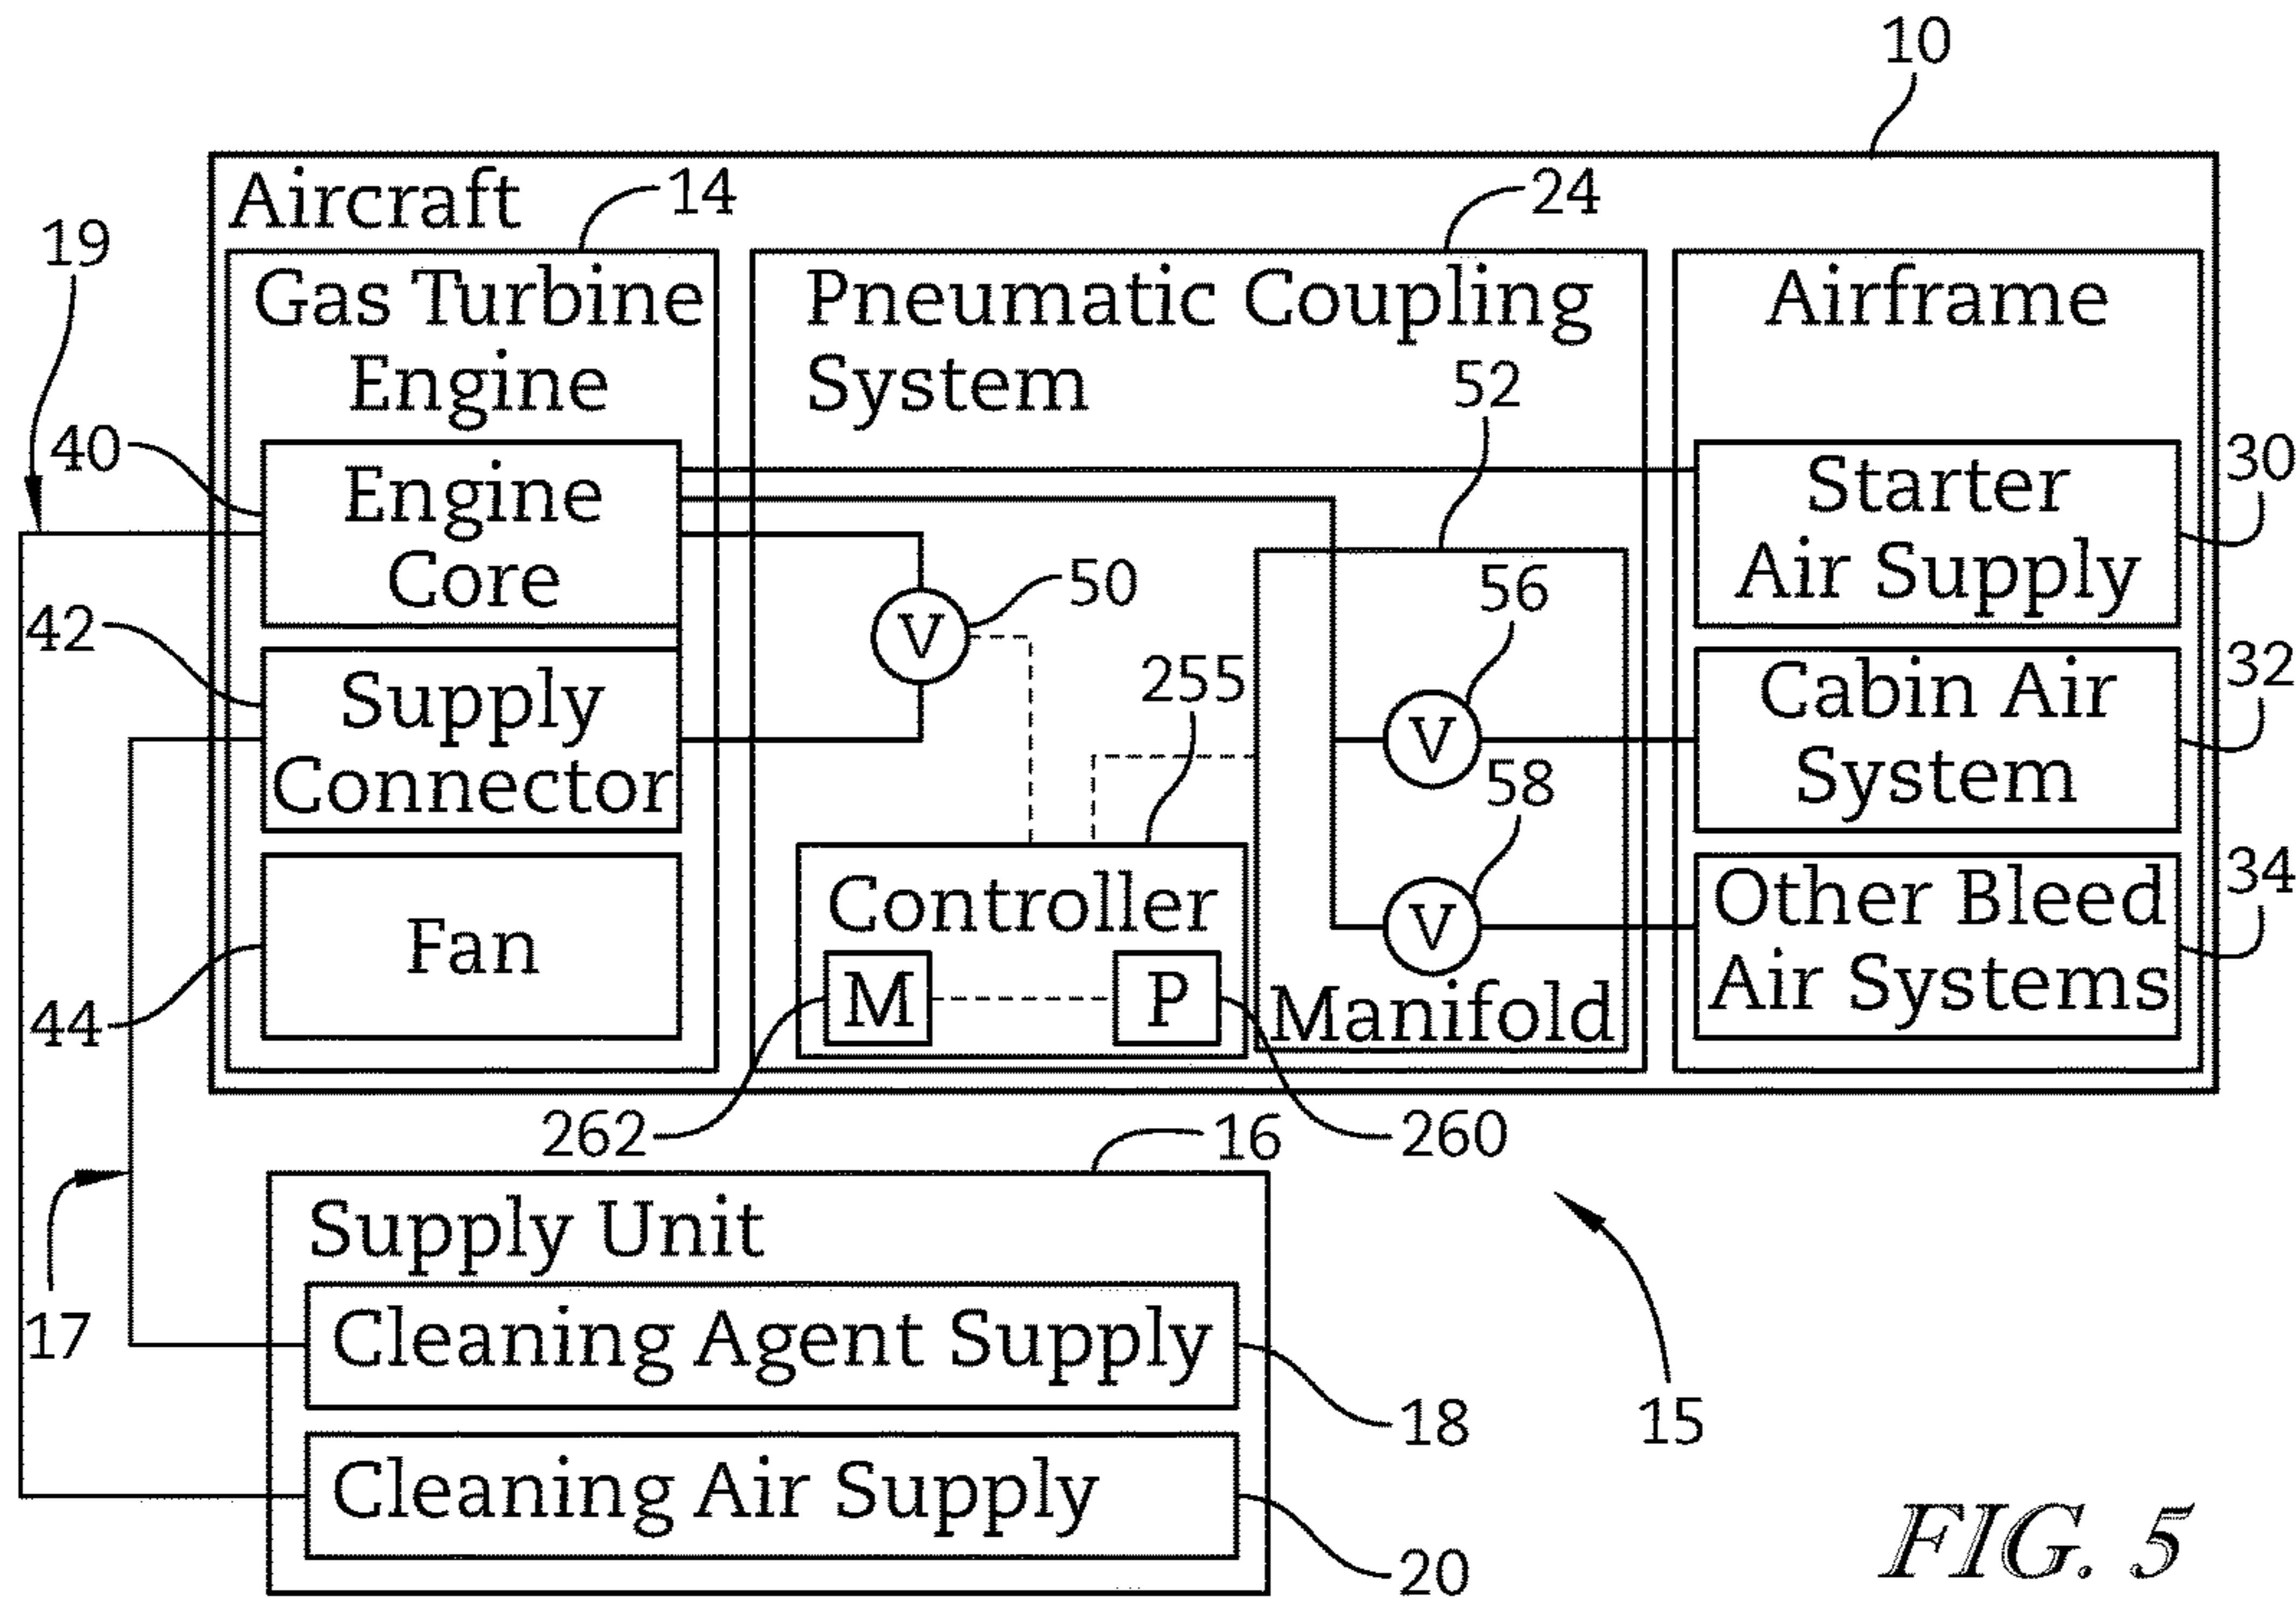 10
Aircraft
14
24
19
Gas Turbine
Engine
Pneumatic Coupling
System
Airframe
52
40
Engine
Core
Starter
Air Supply
30
50
56
V
42
Supply
Connector
255
V
Cabin Air
System
32
58
Fan
44
Controller
M
P
V
Manifold
Other Bleed
Air Systems
34
262
260
16
Supply Unit
17
Cleaning Agent Supply
18
15
Cleaning Air Supply
20
FIG. 5